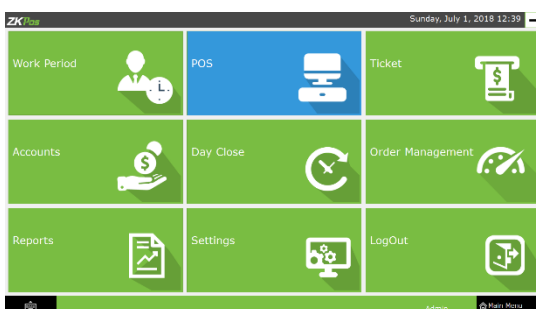 ZKPos
Sunday, July 1, 2018 12:39
Work Period
POS
Ticket
Accounts
Day Close
Order Management
Reports
Settings
LogOut
Admin
Main Menu